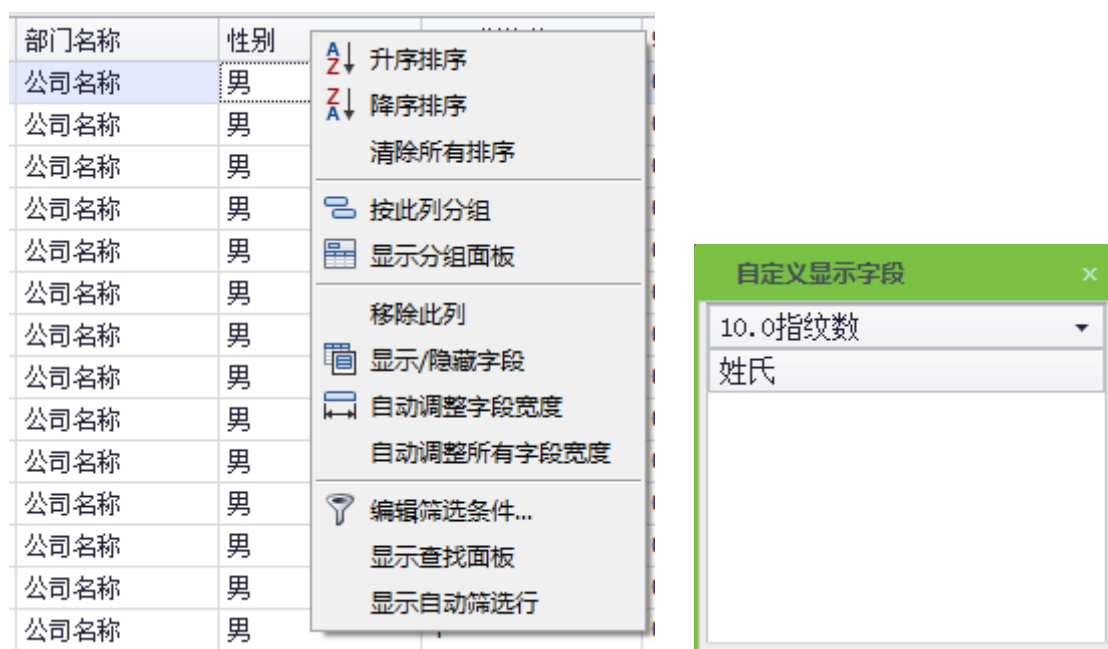 部门名称 性别
公司名称 男
公司名称 男
公司名称 男
公司名称 男
公司名称 男
公司名称 男
公司名称 男
公司名称 男
公司名称 男
公司名称 男
公司名称 男
公司名称 男
公司名称 男
公司名称 男
升序排序
降序排序
清除所有排序
按此列分组
显示分组面板
移除此列
显示/隐藏字段
自动调整字段宽度
自动调整所有字段宽度
编辑筛选条件...
显示查找面板
显示自动筛选行
自定义显示字段
10.0指纹数
姓氏